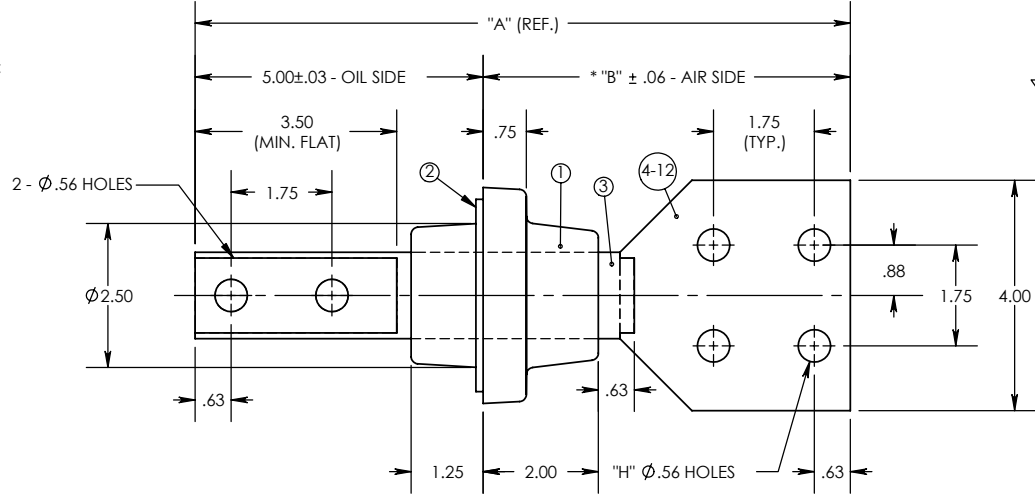 "A" (REF.)
5.00±.03 - OIL SIDE
* "B" ± .06 - AIR SIDE
3.50
(MIN. FLAT)
.75
1.75
(TYP.)
2 - Ø.56 HOLES
1.75
2
1
3
4-12
Ø2.50
.88
1.75
4.00
.63
.63
1.25
2.00
"H" Ø.56 HOLES
.63